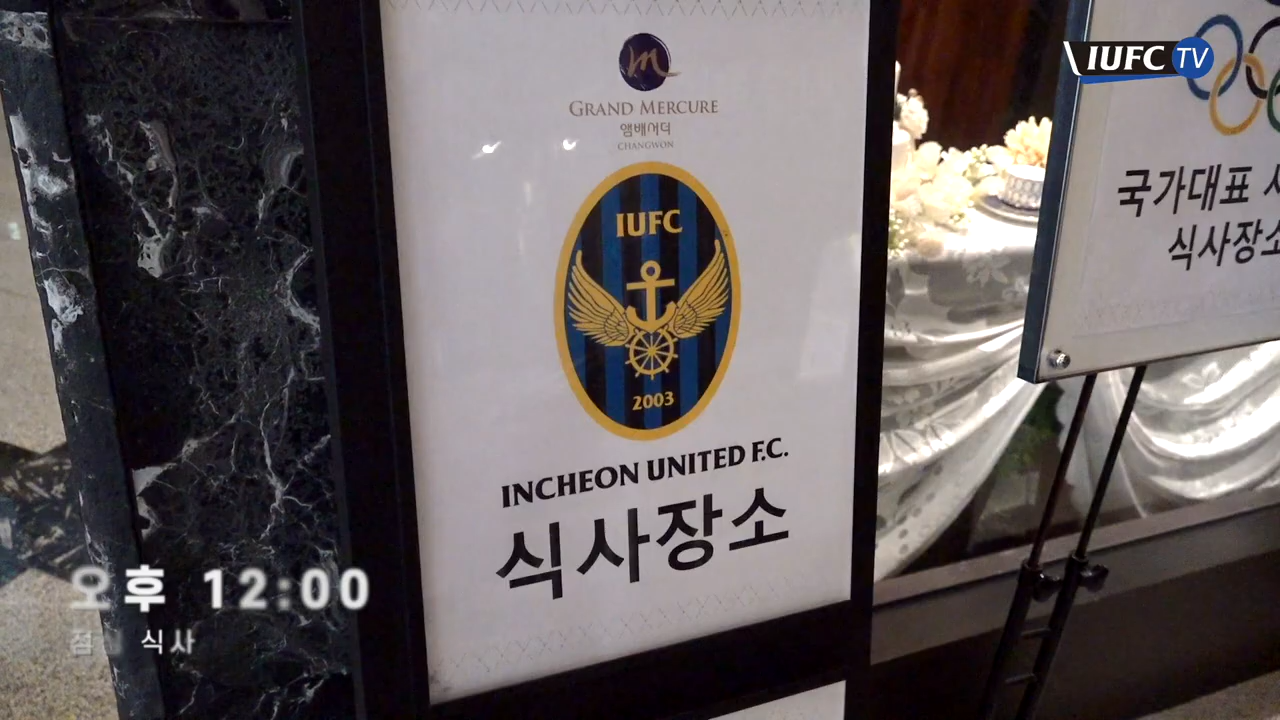 IUFC TV
GRAND MERCURE
앰배서더
CHANGWON
IUFC
2003
INCHEON UNITED F.C.
식사장소
국가대표
식사장소
오후 12:00
식사